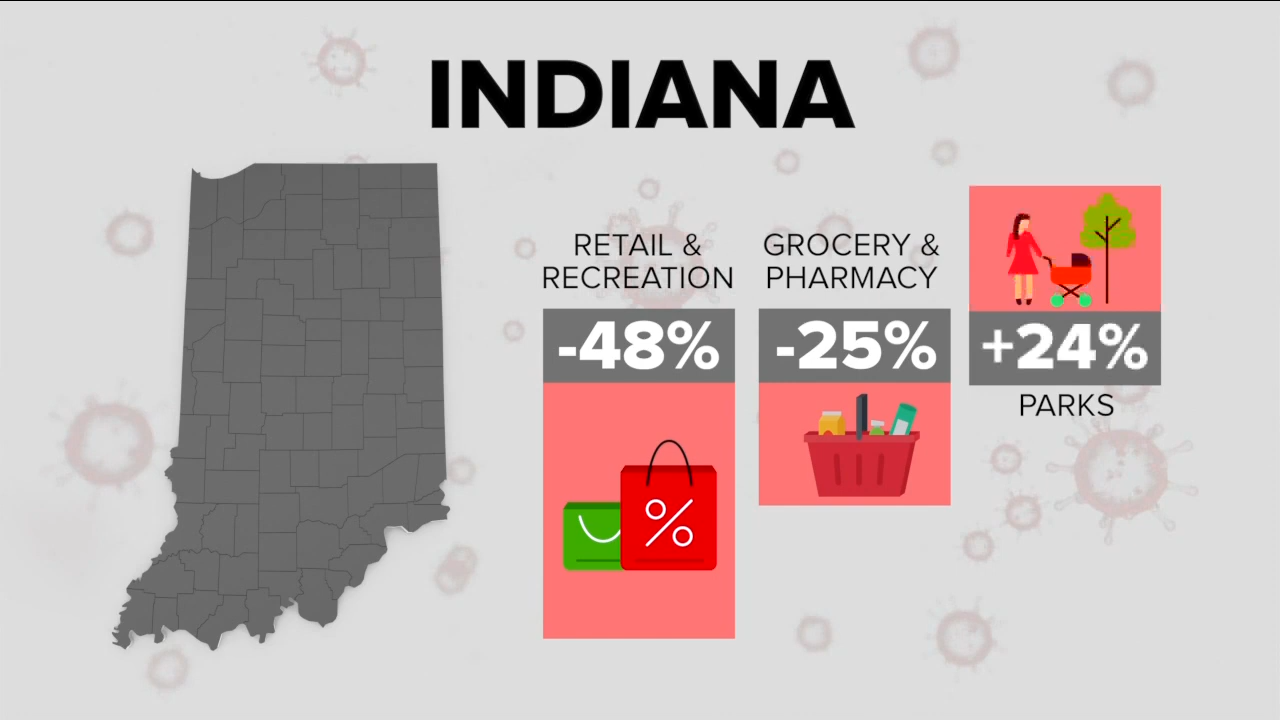 INDIANA
RETAIL &
RECREATION
-48%
%
GROCERY &
PHARMACY
-25%
+24%
PARKS